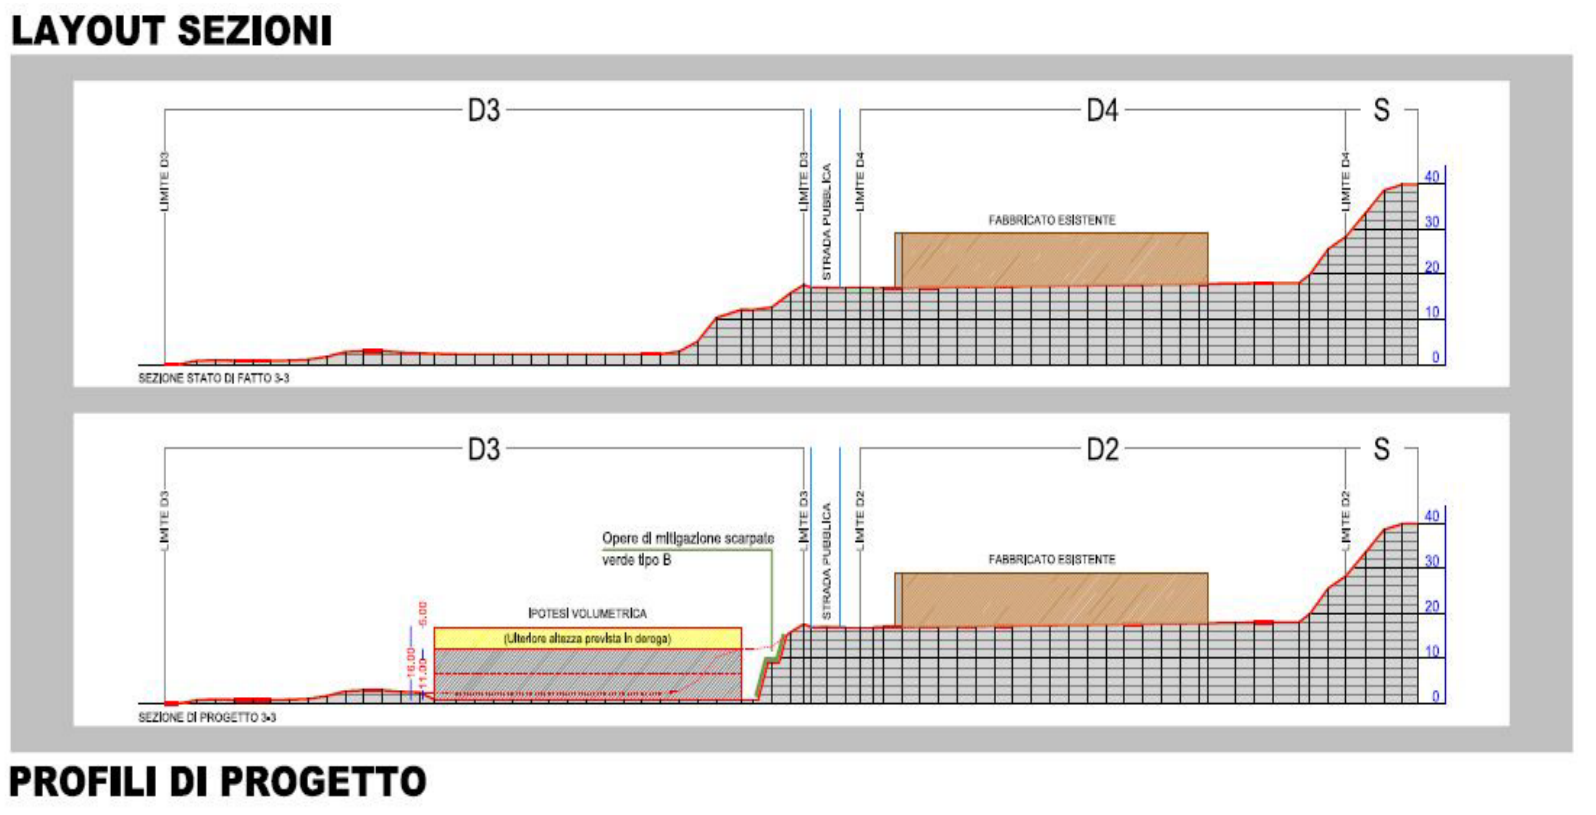 LAYOUT SEZIONI
D3 D4 S
LIMITE D3
LIMITE D3
STRADA PUBBLICA
LIMITE D4
LIMITE D4
FABBRICATO ESISTENTE
40
30
20
10
0
SEZIONE STATO DI FATTO 3-3
D3 D2 S
LIMITE D3
LIMITE D3
STRADA PUBBLICA
LIMITE D2
LIMITE D2
Opere di mitigazione scarpate
verde tipo B
FABBRICATO ESISTENTE
IPOTESI VOLUMETRICA
(Ulteriore altezza prevista in deroga)
5.00
16.00
11.00
40
30
20
10
0
SEZIONE DI PROGETTO 3-3
PROFILI DI PROGETTO